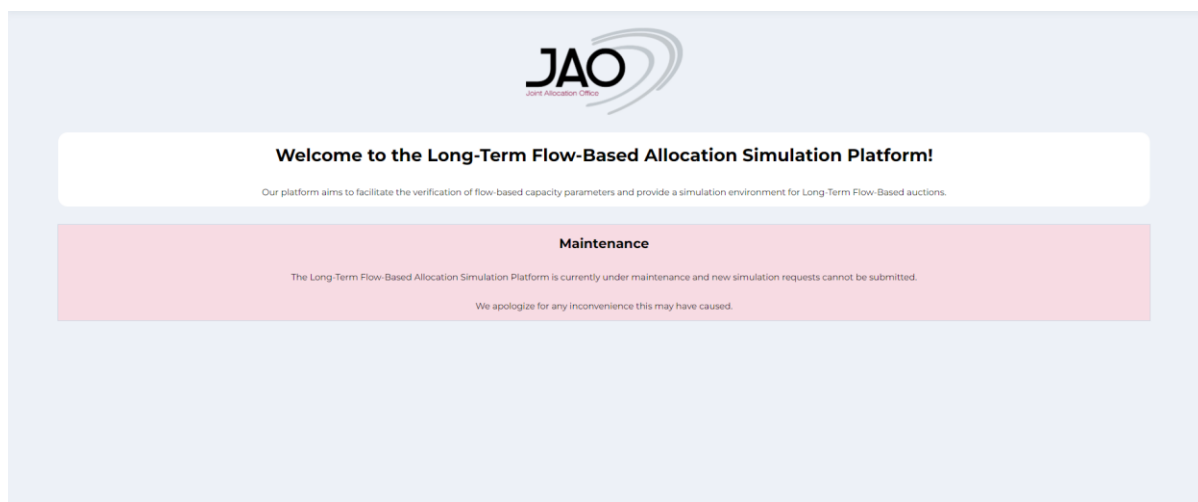 JAO
Joint Allocation Office
Welcome to the Long-Term Flow-Based Allocation Simulation Platform!
Our platform aims to facilitate the verification of flow-based capacity parameters and provide a simulation environment for Long-Term Flow-Based auctions.
Maintenance
The Long-Term Flow-Based Allocation Simulation Platform is currently under maintenance and new simulation requests cannot be submitted.
We apologize for any inconvenience this may have caused.